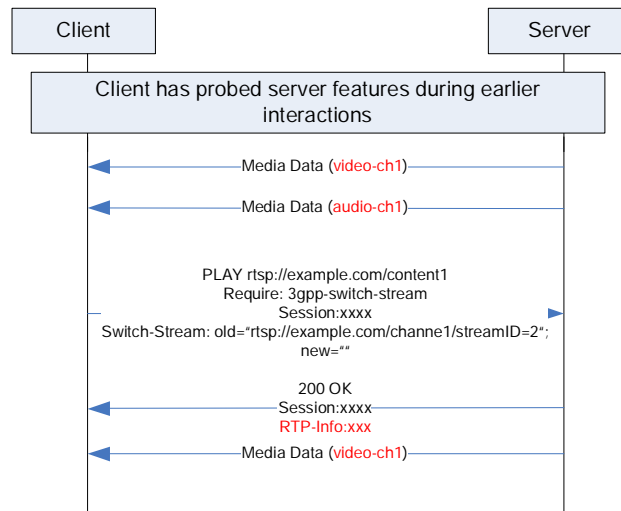 Client
Server
Client has probed server features during earlier
interactions
Media Data (video-ch1)
Media Data (audio-ch1)
PLAY rtsp://example.com/content1
Require: 3gpp-switch-stream
Session:xxxx
Switch-Stream: old=“rtsp://example.com/channe1/streamID=2“;
new=““
200 OK
Session:xxxx
RTP-Info:xxx
Media Data (video-ch1)